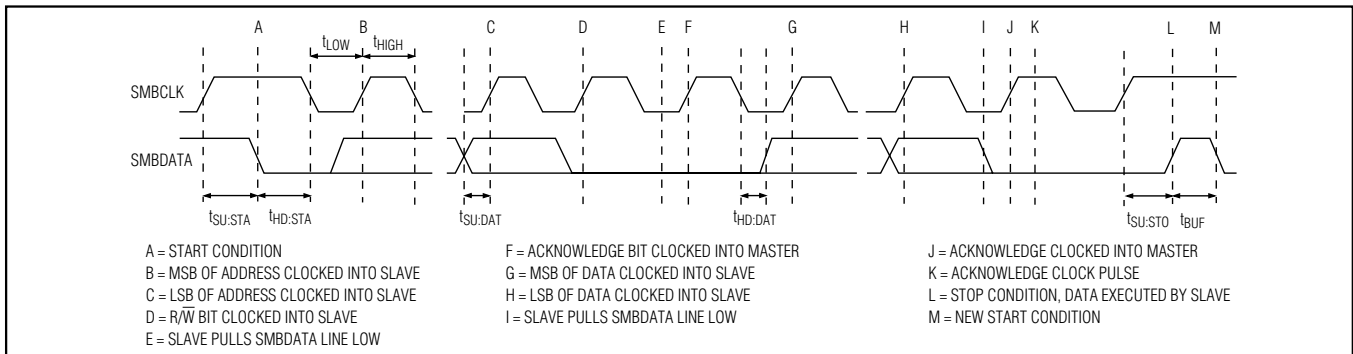 A B C D E F G H I J K L M
tLOW tHIGH
SMBCLK
SMBDATA
tSU:STA tHD:STA tSU:DAT tHD:DAT tSU:STO tBUF
A = START CONDITION
B = MSB OF ADDRESS CLOCKED INTO SLAVE
C = LSB OF ADDRESS CLOCKED INTO SLAVE
D = R/W̅ BIT CLOCKED INTO SLAVE
E = SLAVE PULLS SMBDATA LINE LOW
F = ACKNOWLEDGE BIT CLOCKED INTO MASTER
G = MSB OF DATA CLOCKED INTO SLAVE
H = LSB OF DATA CLOCKED INTO SLAVE
I = SLAVE PULLS SMBDATA LINE LOW
J = ACKNOWLEDGE CLOCKED INTO MASTER
K = ACKNOWLEDGE CLOCK PULSE
L = STOP CONDITION, DATA EXECUTED BY SLAVE
M = NEW START CONDITION